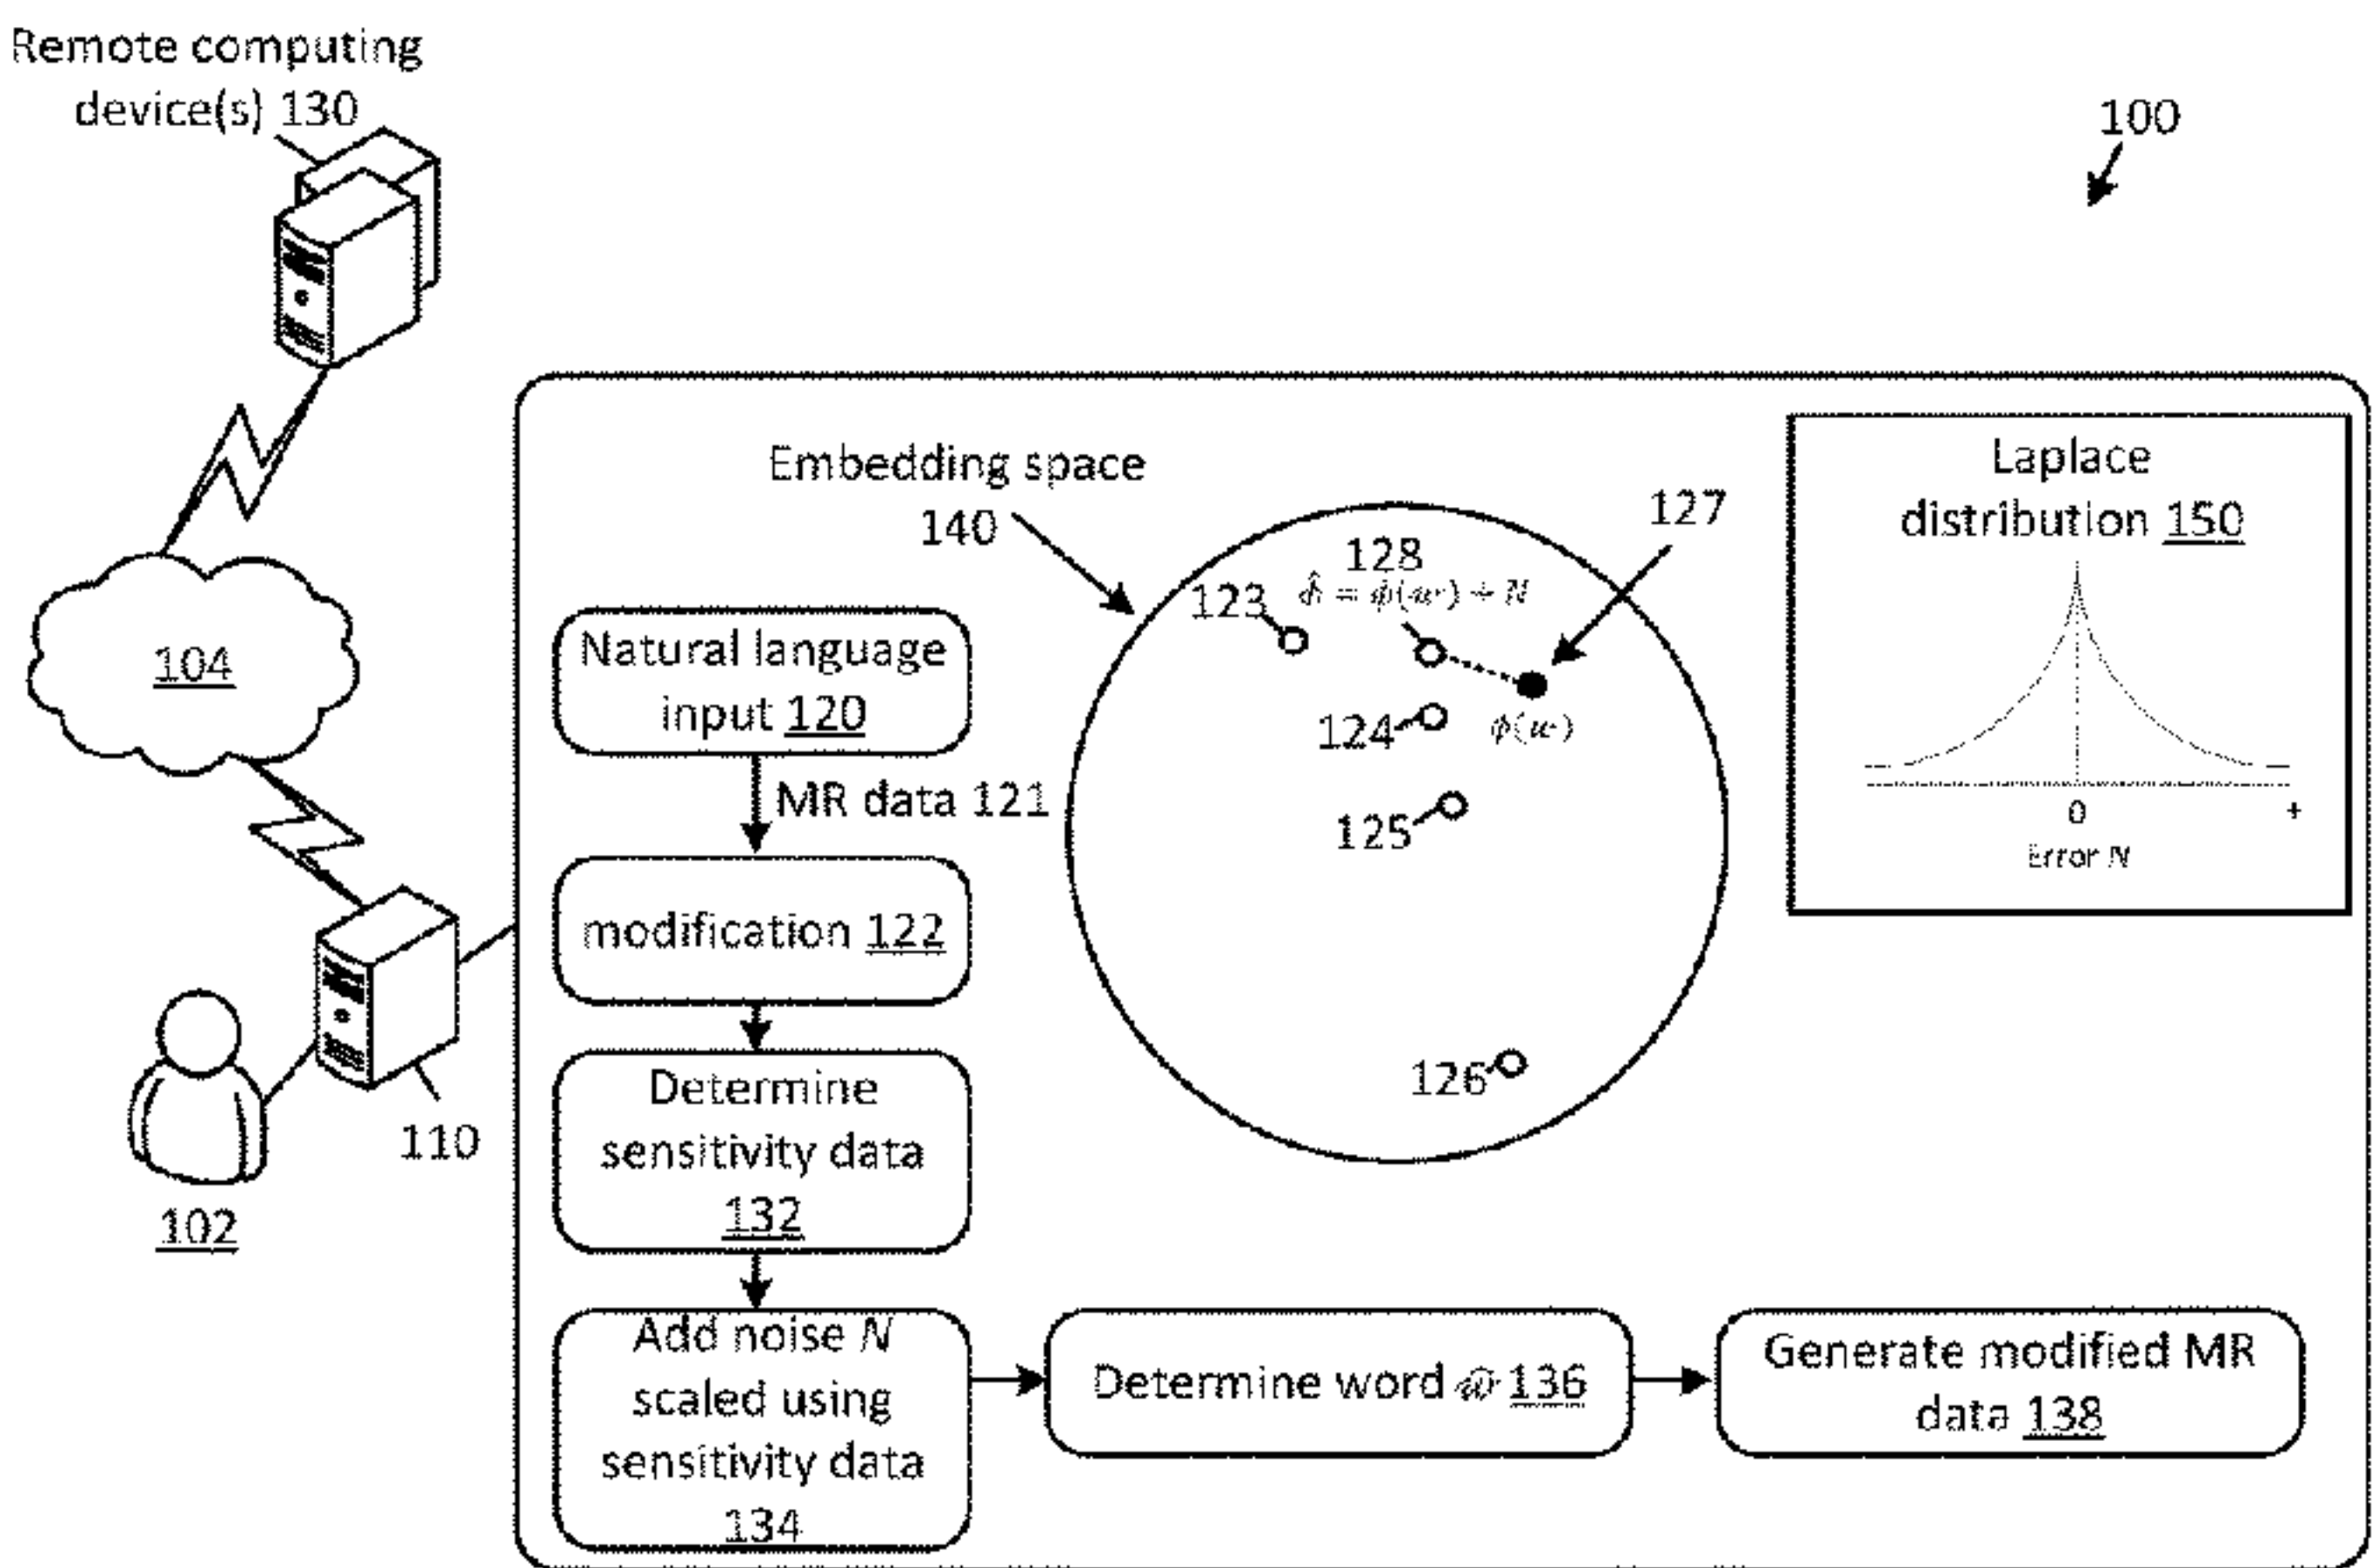 Remote computing
device(s) 130
100
Embedding space
140
Laplace
distribution 150
127
128
123
ϕ̂ = ϕ(w) + N
124
ϕ(w)
125
126
0
+
Error N
104
Natural language
input 120
MR data 121
modification 122
110
102
Determine
sensitivity data
132
Add noise N
scaled using
sensitivity data
134
Determine word ŵ 136
Generate modified MR
data 138